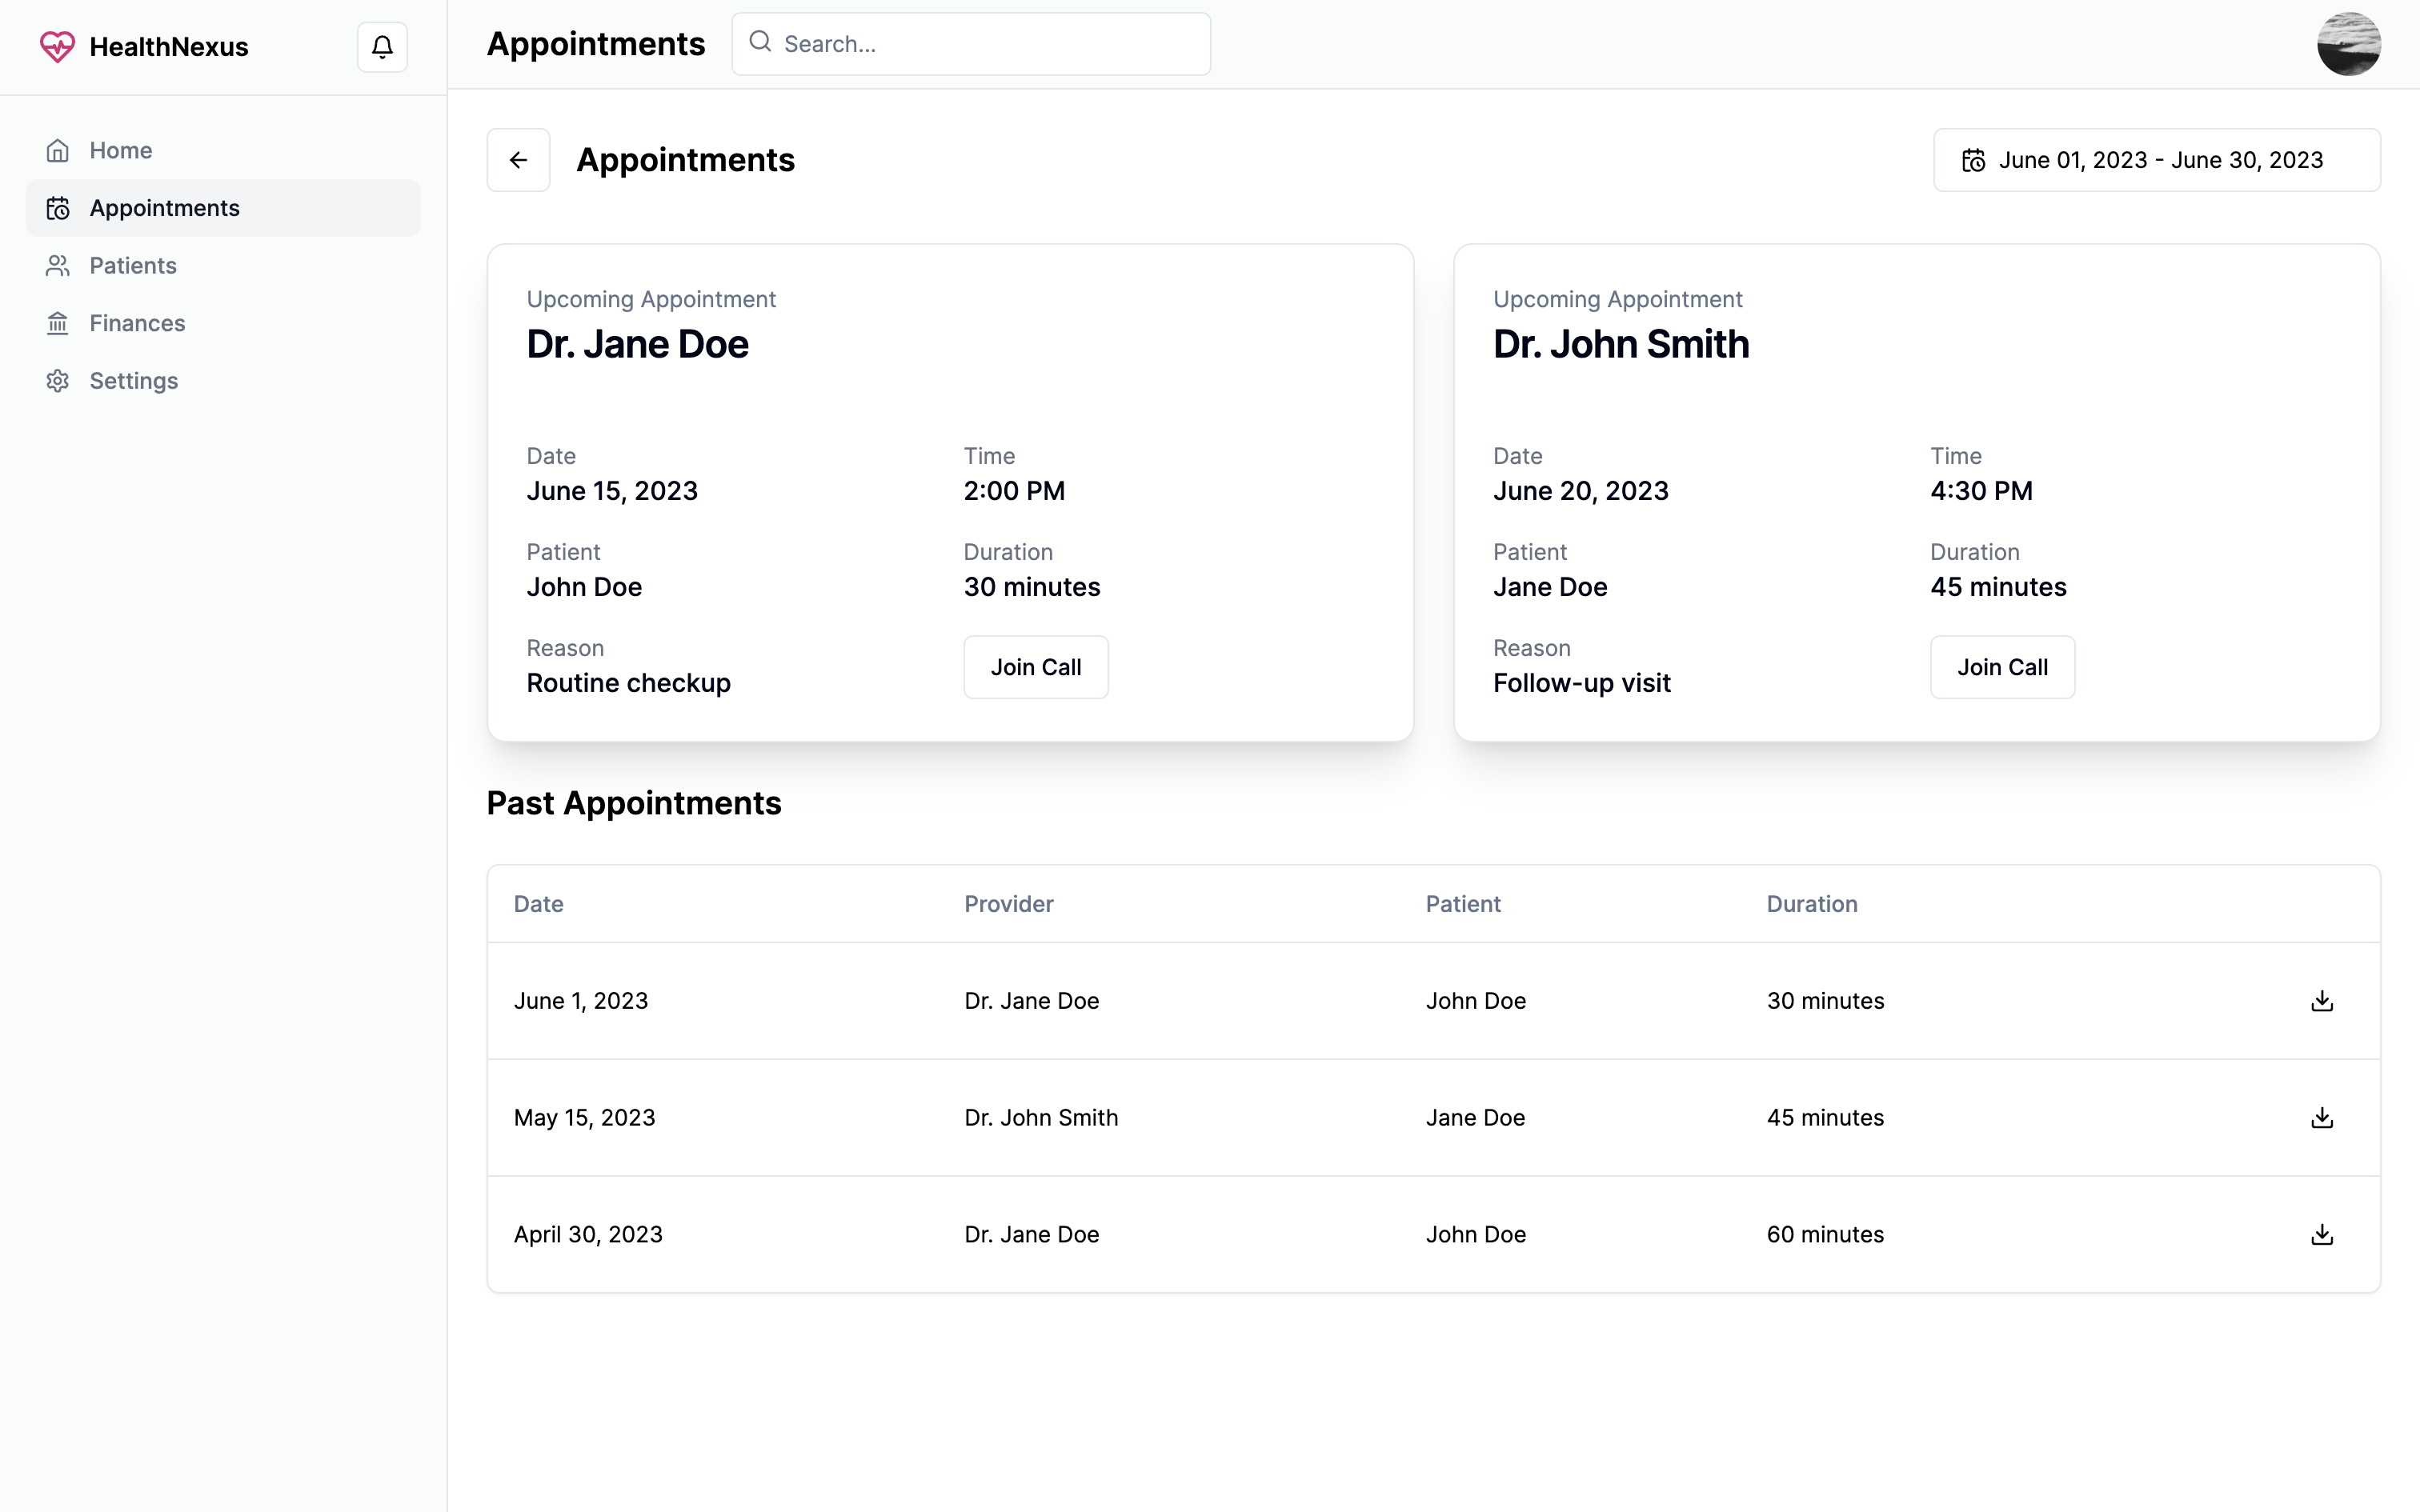 HealthNexus
Home
Appointments
Patients
Finances
Settings
Appointments
Search...
Appointments
June 01, 2023 - June 30, 2023
Upcoming Appointment
Dr. Jane Doe
Date
June 15, 2023
Time
2:00 PM
Patient
John Doe
Duration
30 minutes
Reason
Routine checkup
Join Call
Upcoming Appointment
Dr. John Smith
Date
June 20, 2023
Time
4:30 PM
Patient
Jane Doe
Duration
45 minutes
Reason
Follow-up visit
Join Call
Past Appointments
Date Provider Patient Duration
June 1, 2023 Dr. Jane Doe John Doe 30 minutes
May 15, 2023 Dr. John Smith Jane Doe 45 minutes
April 30, 2023 Dr. Jane Doe John Doe 60 minutes